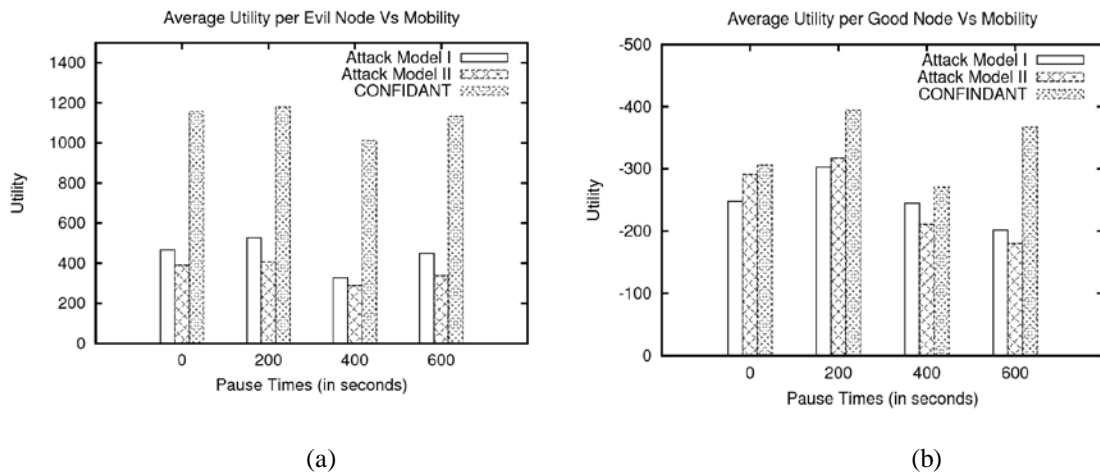 Average Utility per Evil Node Vs Mobility
1400
1200
1000
800
600
400
200
0
Utility
Attack Model I
Attack Model II
CONFIDANT
0 200 400 600
Pause Times (in seconds)
(a)
Average Utility per Good Node Vs Mobility
-500
-400
-300
-200
-100
-0
Utility
Attack Model I
Attack Model II
CONFINDANT
0 200 400 600
Pause Times (in seconds)
(b)